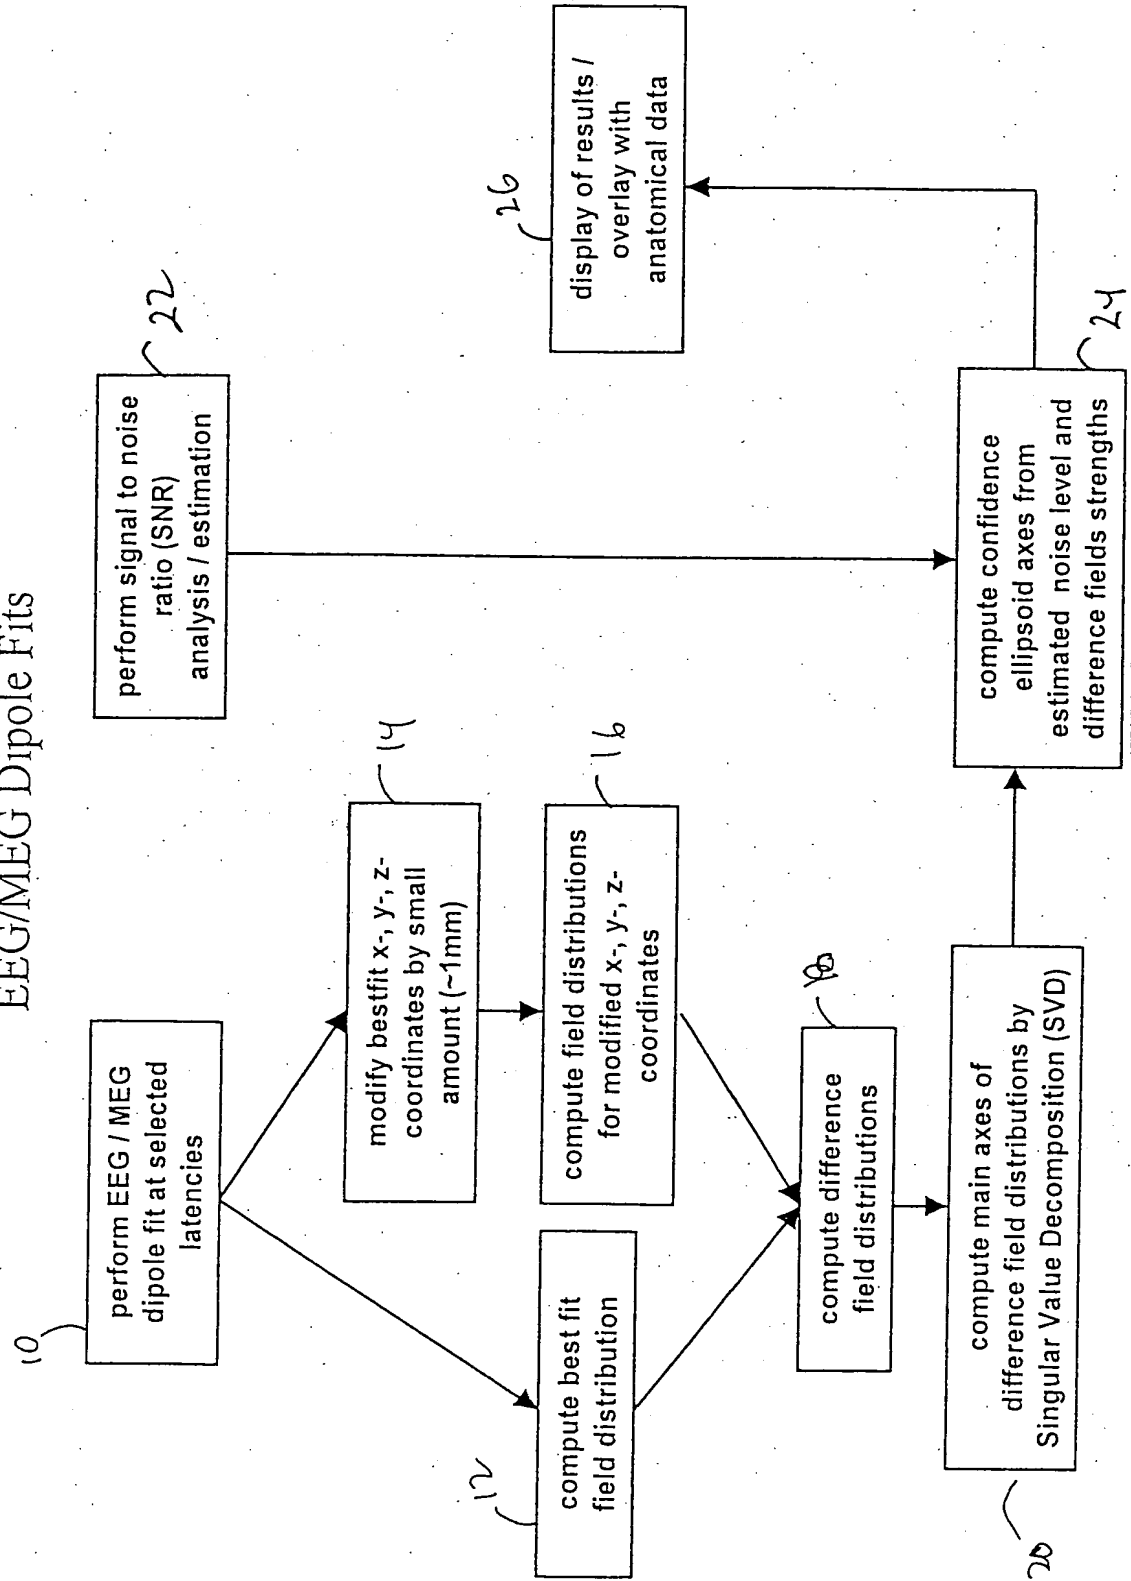 EEG/MEG Dipole Fits
10
perform EEG / MEG
dipole fit at selected
latencies
perform signal to noise
ratio (SNR)
analysis / estimation
22
14
modify bestfit x-, y-, z-
coordinates by small
amount (~1mm)
12
compute best fit
field distribution
compute field distributions
for modified x-, y-, z-
coordinates
16
26
display of results /
overlay with
anatomical data
18
compute difference
field distributions
compute main axes of
difference field distributions by
Singular Value Decomposition (SVD)
20
compute confidence
ellipsoid axes from
estimated noise level and
difference fields strengths
24